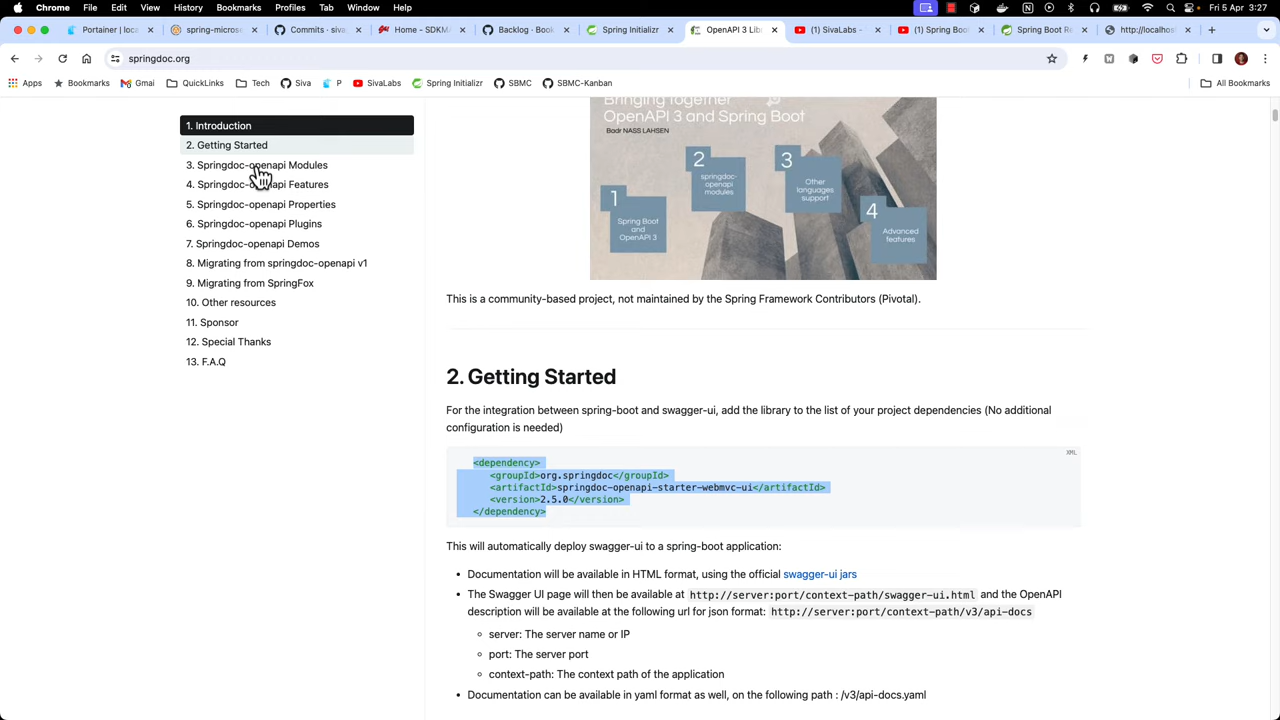 Chrome File Edit View History Bookmarks Profiles Tab Window Help Fri 5 Apr 3:27
Portainer | loca spring-micros Commits · siva Home - SDKMA Backlog - Book Spring Initializr OpenAPI 3 Lib (1) SivaLabs - (1) Spring Boot Spring Boot Re http://localhos
springdoc.org
Apps Bookmarks Gmai QuickLinks Tech Siva P SivaLabs Spring Initializr SBMC SBMC-Kanban All Bookmarks
1. Introduction
2. Getting Started
3. Springdoc-openapi Modules
4. Springdoc-openapi Features
5. Springdoc-openapi Properties
6. Springdoc-openapi Plugins
7. Springdoc-openapi Demos
8. Migrating from springdoc-openapi v1
9. Migrating from SpringFox
10. Other resources
11. Sponsor
12. Special Thanks
13. F.A.Q
Bringing together
OpenAPI 3 and Spring Boot
Badr NASS LAHSEN
1
Spring Boot
and
OpenAPI 3
2
springdoc-
openapi
modules
3
Other
languages
support
4
Advanced
features
This is a community-based project, not maintained by the Spring Framework Contributors (Pivotal).
2. Getting Started
For the integration between spring-boot and swagger-ui, add the library to the list of your project dependencies (No additional
configuration is needed)
XML
<dependency>
<groupId>org.springdoc</groupId>
<artifactId>springdoc-openapi-starter-webmvc-ui</artifactId>
<version>2.5.0</version>
</dependency>
This will automatically deploy swagger-ui to a spring-boot application:
• Documentation will be available in HTML format, using the official swagger-ui jars
• The Swagger UI page will then be available at http://server:port/context-path/swagger-ui.html and the OpenAPI
description will be available at the following url for json format: http://server:port/context-path/v3/api-docs
◦ server: The server name or IP
◦ port: The server port
◦ context-path: The context path of the application
• Documentation can be available in yaml format as well, on the following path : /v3/api-docs.yaml